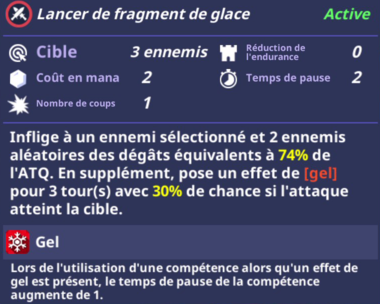 Lancer de fragment de glace Active
Cible 3 ennemis Réduction de l'endurance 0
Coût en mana 2 Temps de pause 2
Nombre de coups 1
Inflige à un ennemi sélectionné et 2 ennemis
aléatoires des dégâts équivalents à 74% de
l'ATQ. En supplément, pose un effet de [gel]
pour 3 tour(s) avec 30% de chance si l'attaque
atteint la cible.
Gel
Lors de l'utilisation d'une compétence alors qu'un effet de
gel est présent, le temps de pause de la compétence
augmente de 1.